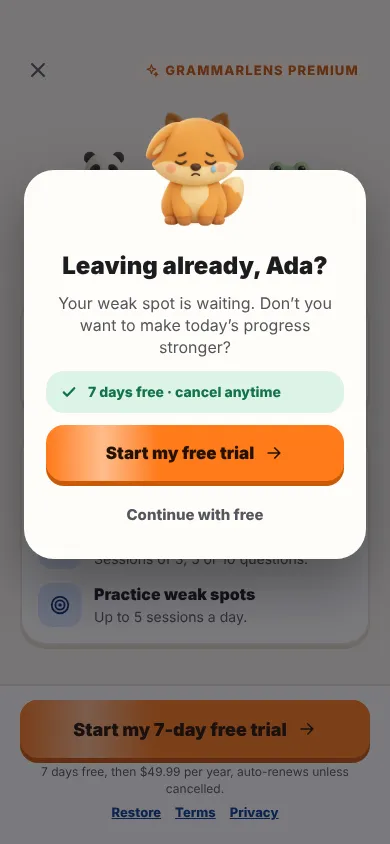 GRAMMARLENS PREMIUM
Leaving already, Ada?
Your weak spot is waiting. Don't you
want to make today's progress
stronger?
7 days free · cancel anytime
Start my free trial →
Continue with free
Sessions of 3, 5 or 10 questions.
Practice weak spots
Up to 5 sessions a day.
Start my 7-day free trial →
7 days free, then $49.99 per year, auto-renews unless
cancelled.
Restore Terms Privacy